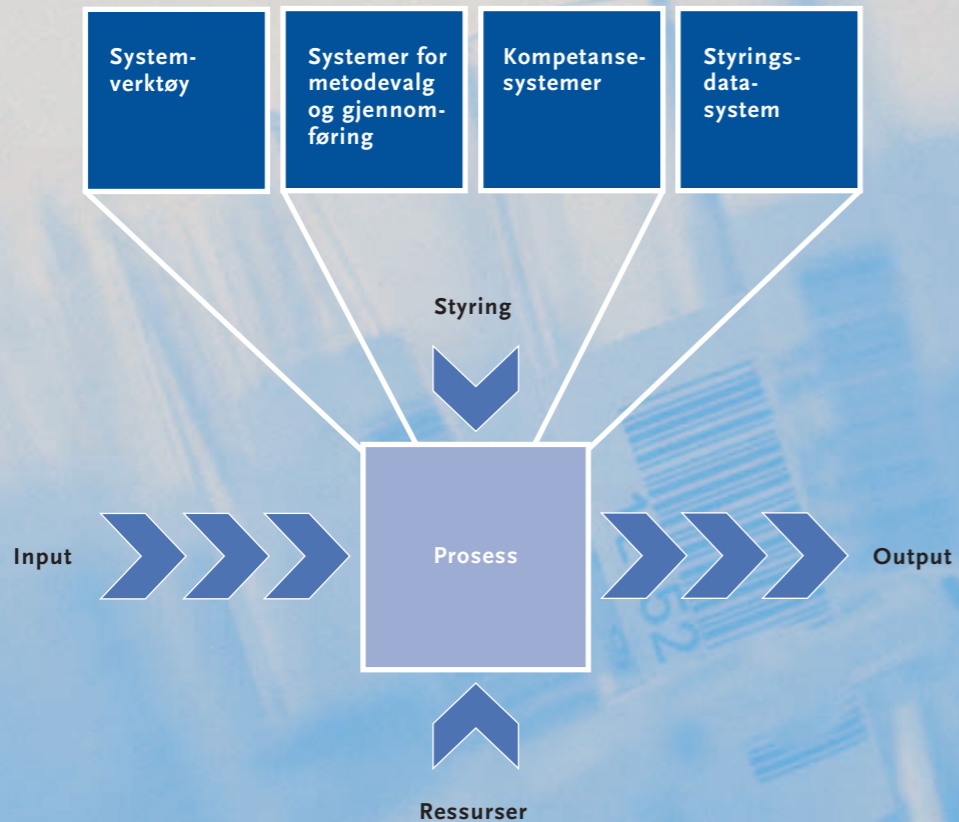 System-
verktøy
Systemer for
metodevalg
og gjennom-
føring
Kompetanse-
systemer
Styrings-
data-
system
Styring
Input
Prosess
Output
Ressurser